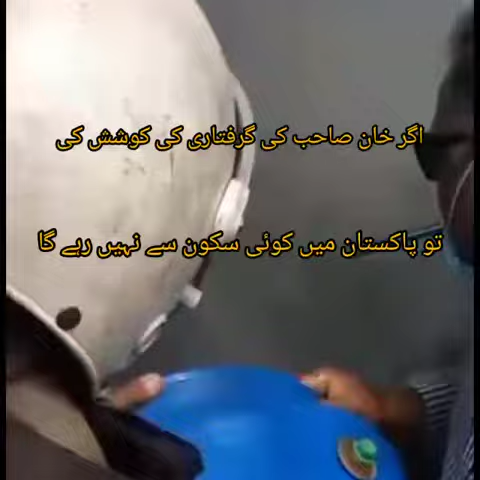 اگر خان صاحب کی گرفتاری کی کوشش کی
تو پاکستان میں کوئی سکون سے نہیں رہے گا